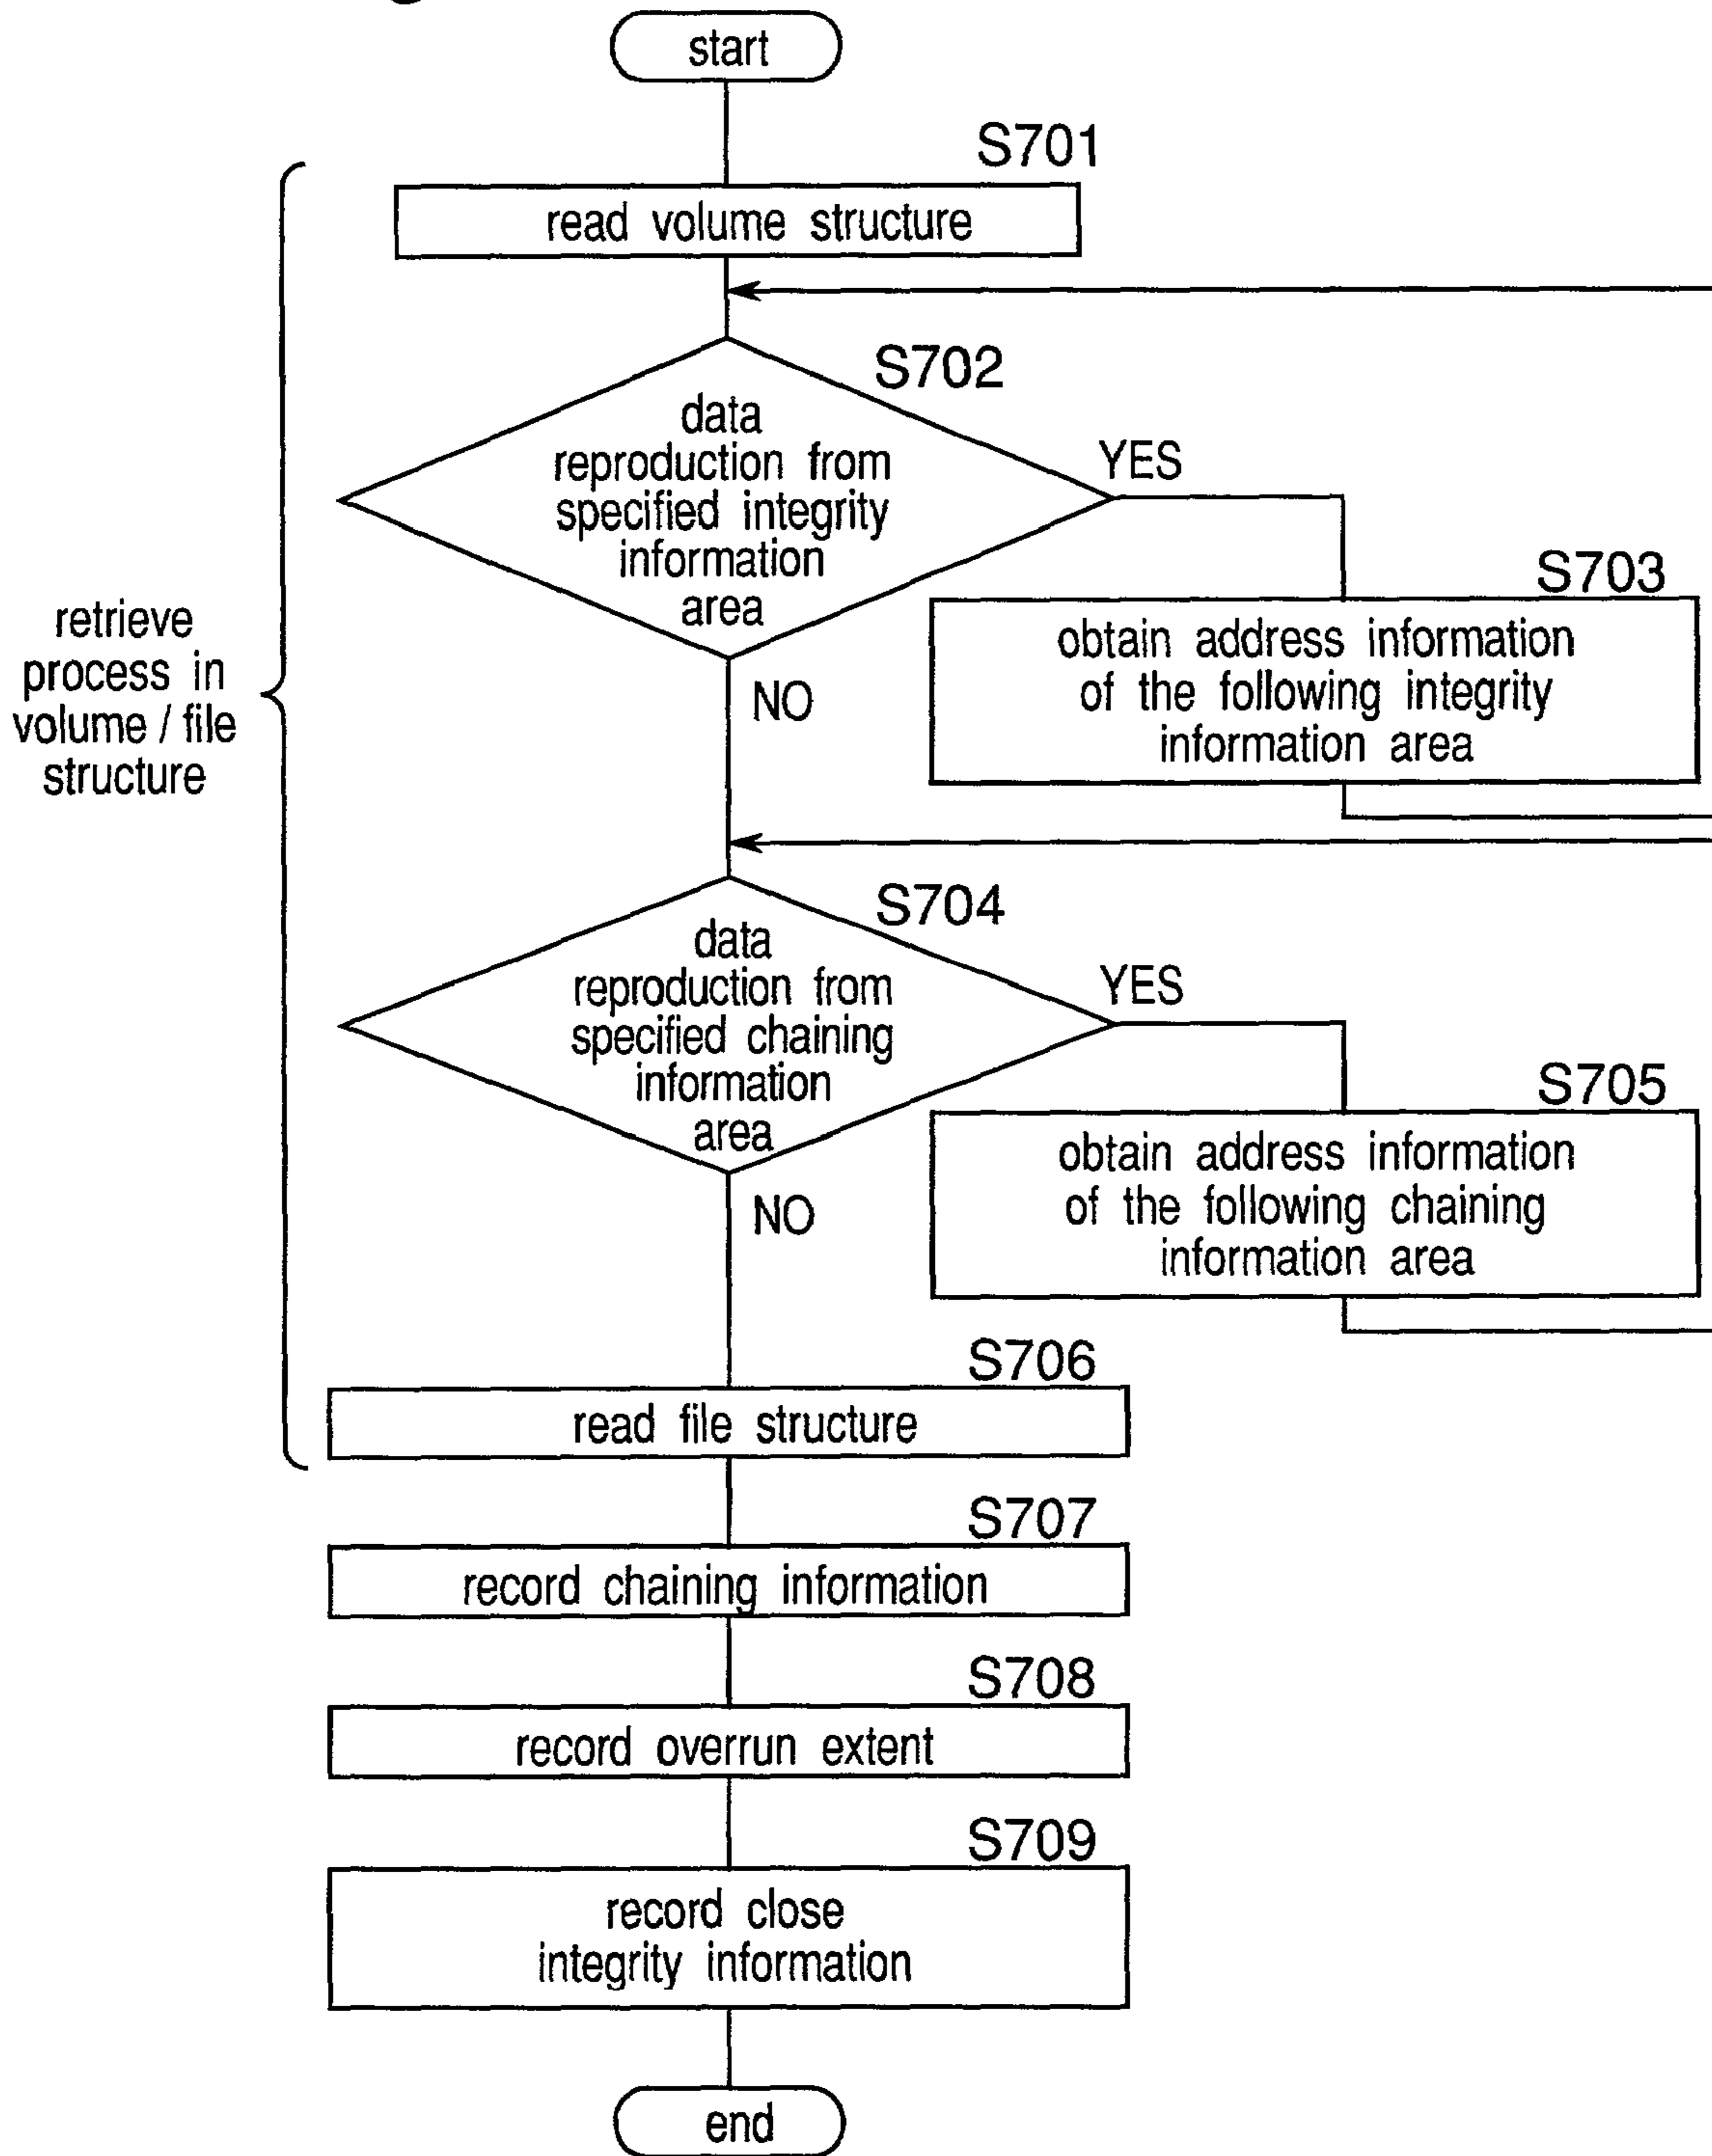 start
S701
read volume structure
S702
data
reproduction from
specified integrity
information
area
YES
S703
obtain address information
of the following integrity
information area
NO
retrieve
process in
volume / file
structure
S704
data
reproduction from
specified chaining
information
area
YES
S705
obtain address information
of the following chaining
information area
NO
S706
read file structure
S707
record chaining information
S708
record overrun extent
S709
record close
integrity information
end